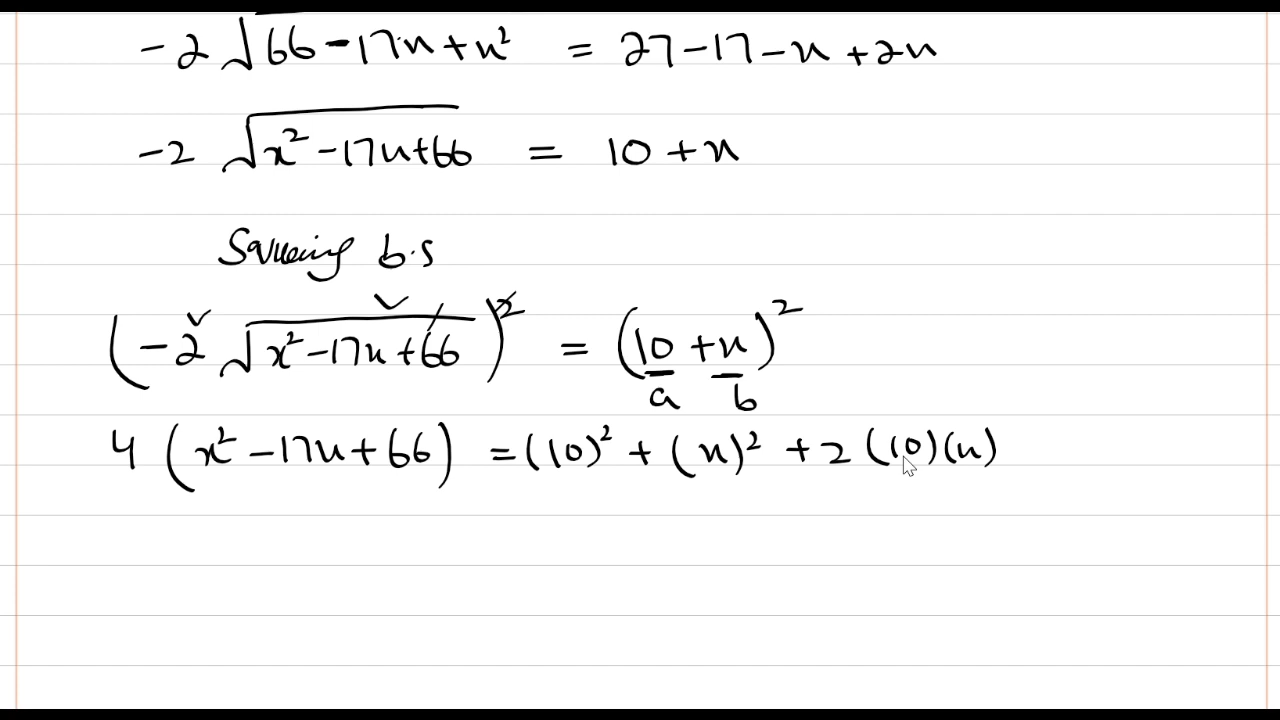 -2 √66-17x+x² = 27-17-x+2x
-2 √x²-17x+66 = 10+x
Squaring b.s
(-2 √x²-17x+66)² = (10+x)²
a b
4 (x²-17x+66) = (10)² + (x)² + 2(10)(x)